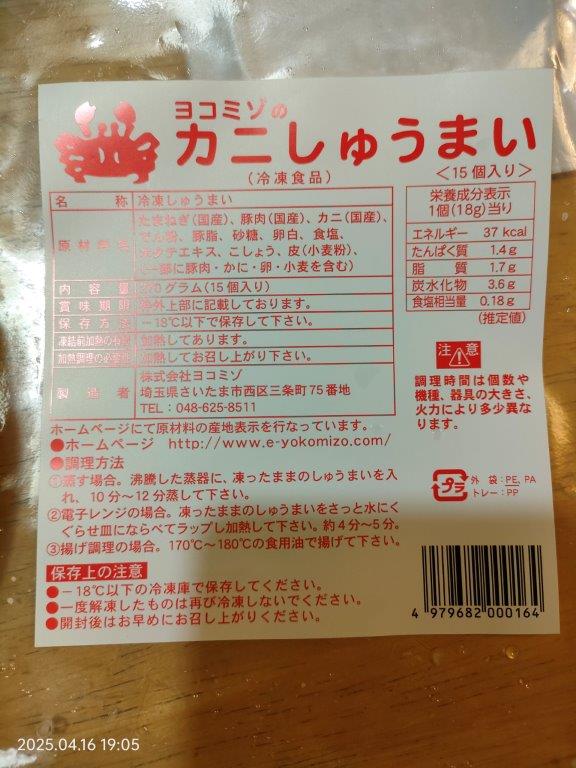 ヨコミゾの
カニしゅうまい
(冷凍食品)
<15個入り>
名 称 冷凍しゅうまい
原材料名 たまねぎ(国産)、豚肉(国産)、カニ(国産)、
でん粉、豚脂、砂糖、卵白、食塩、
ホタテエキス、こしょう、皮(小麦粉)、
(一部に豚肉・かに・卵・小麦を含む)
内容量 270グラム(15個入り)
賞味期限 枠外上部に記載しております。
保存方法 −18℃以下で保存して下さい。
凍結前加熱の有無 加熱してあります。
加熱調理の必要性 加熱してお召し上がり下さい。
製造者 株式会社ヨコミゾ
埼玉県さいたま市西区三条町75番地
TEL:048-625-8511
栄養成分表示
1個(18g)当り
エネルギー 37 kcal
たんぱく質 1.4g
脂質 1.7g
炭水化物 3.6g
食塩相当量 0.18g
(推定値)
注意
調理時間は個数や
機種、器具の大きさ、
火力により多少異な
ります。
ホームページにて原材料の産地表示を行なっています。
●ホームページ http://www.e-yokomizo.com/
●調理方法
①蒸す場合。沸騰した蒸器に、凍ったままのしゅうまいを入
れ、10分〜12分蒸して下さい。
②電子レンジの場合。凍ったままのしゅうまいをさっと水にく
ぐらせ皿にならべてラップし加熱して下さい。約4分〜5分。
③揚げ調理の場合。170℃〜180℃の食用油で揚げて下さい。
プラ
外袋:PE, PA
トレー:PP
保存上の注意
●−18℃以下の冷凍庫で保存してください。
●一度解凍したものは再び冷凍しないでください。
●開封後はお早めにお召し上がりください。
4 979682 000164
2025.04.16 19:05